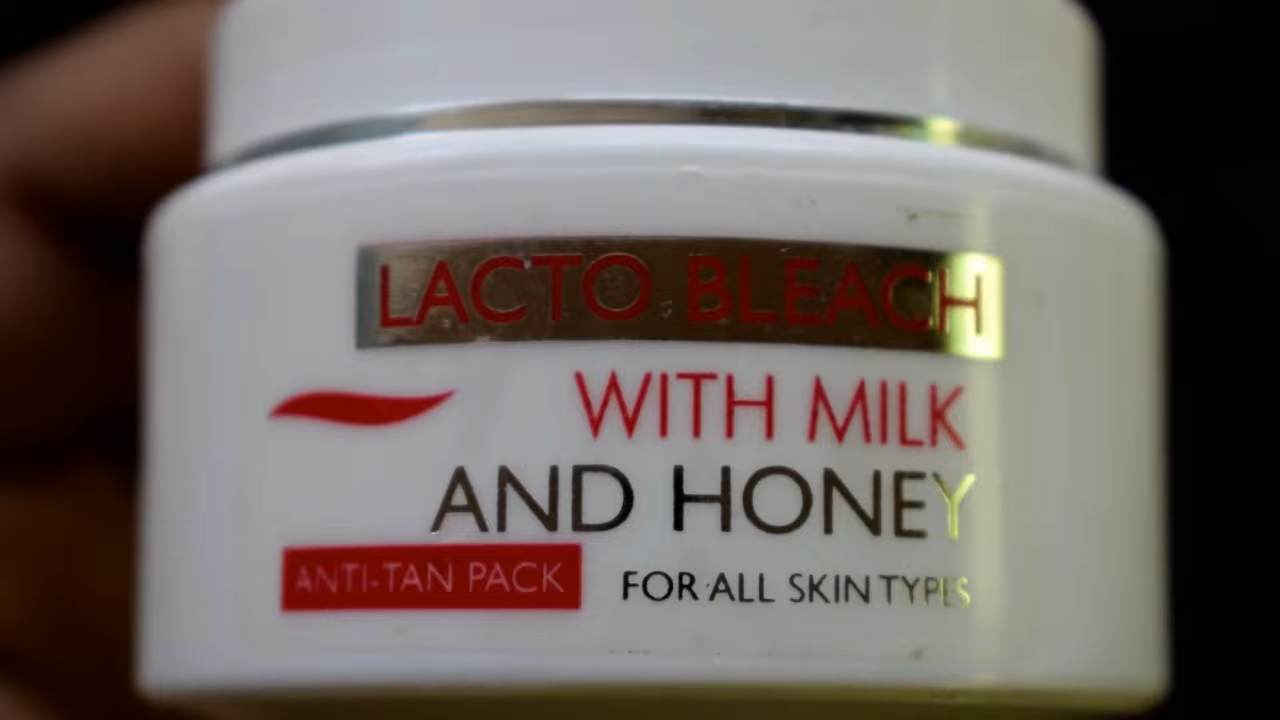 LACTO BLEACH
WITH MILK
AND HONEY
ANTI-TAN PACK FOR ALL SKIN TYPES